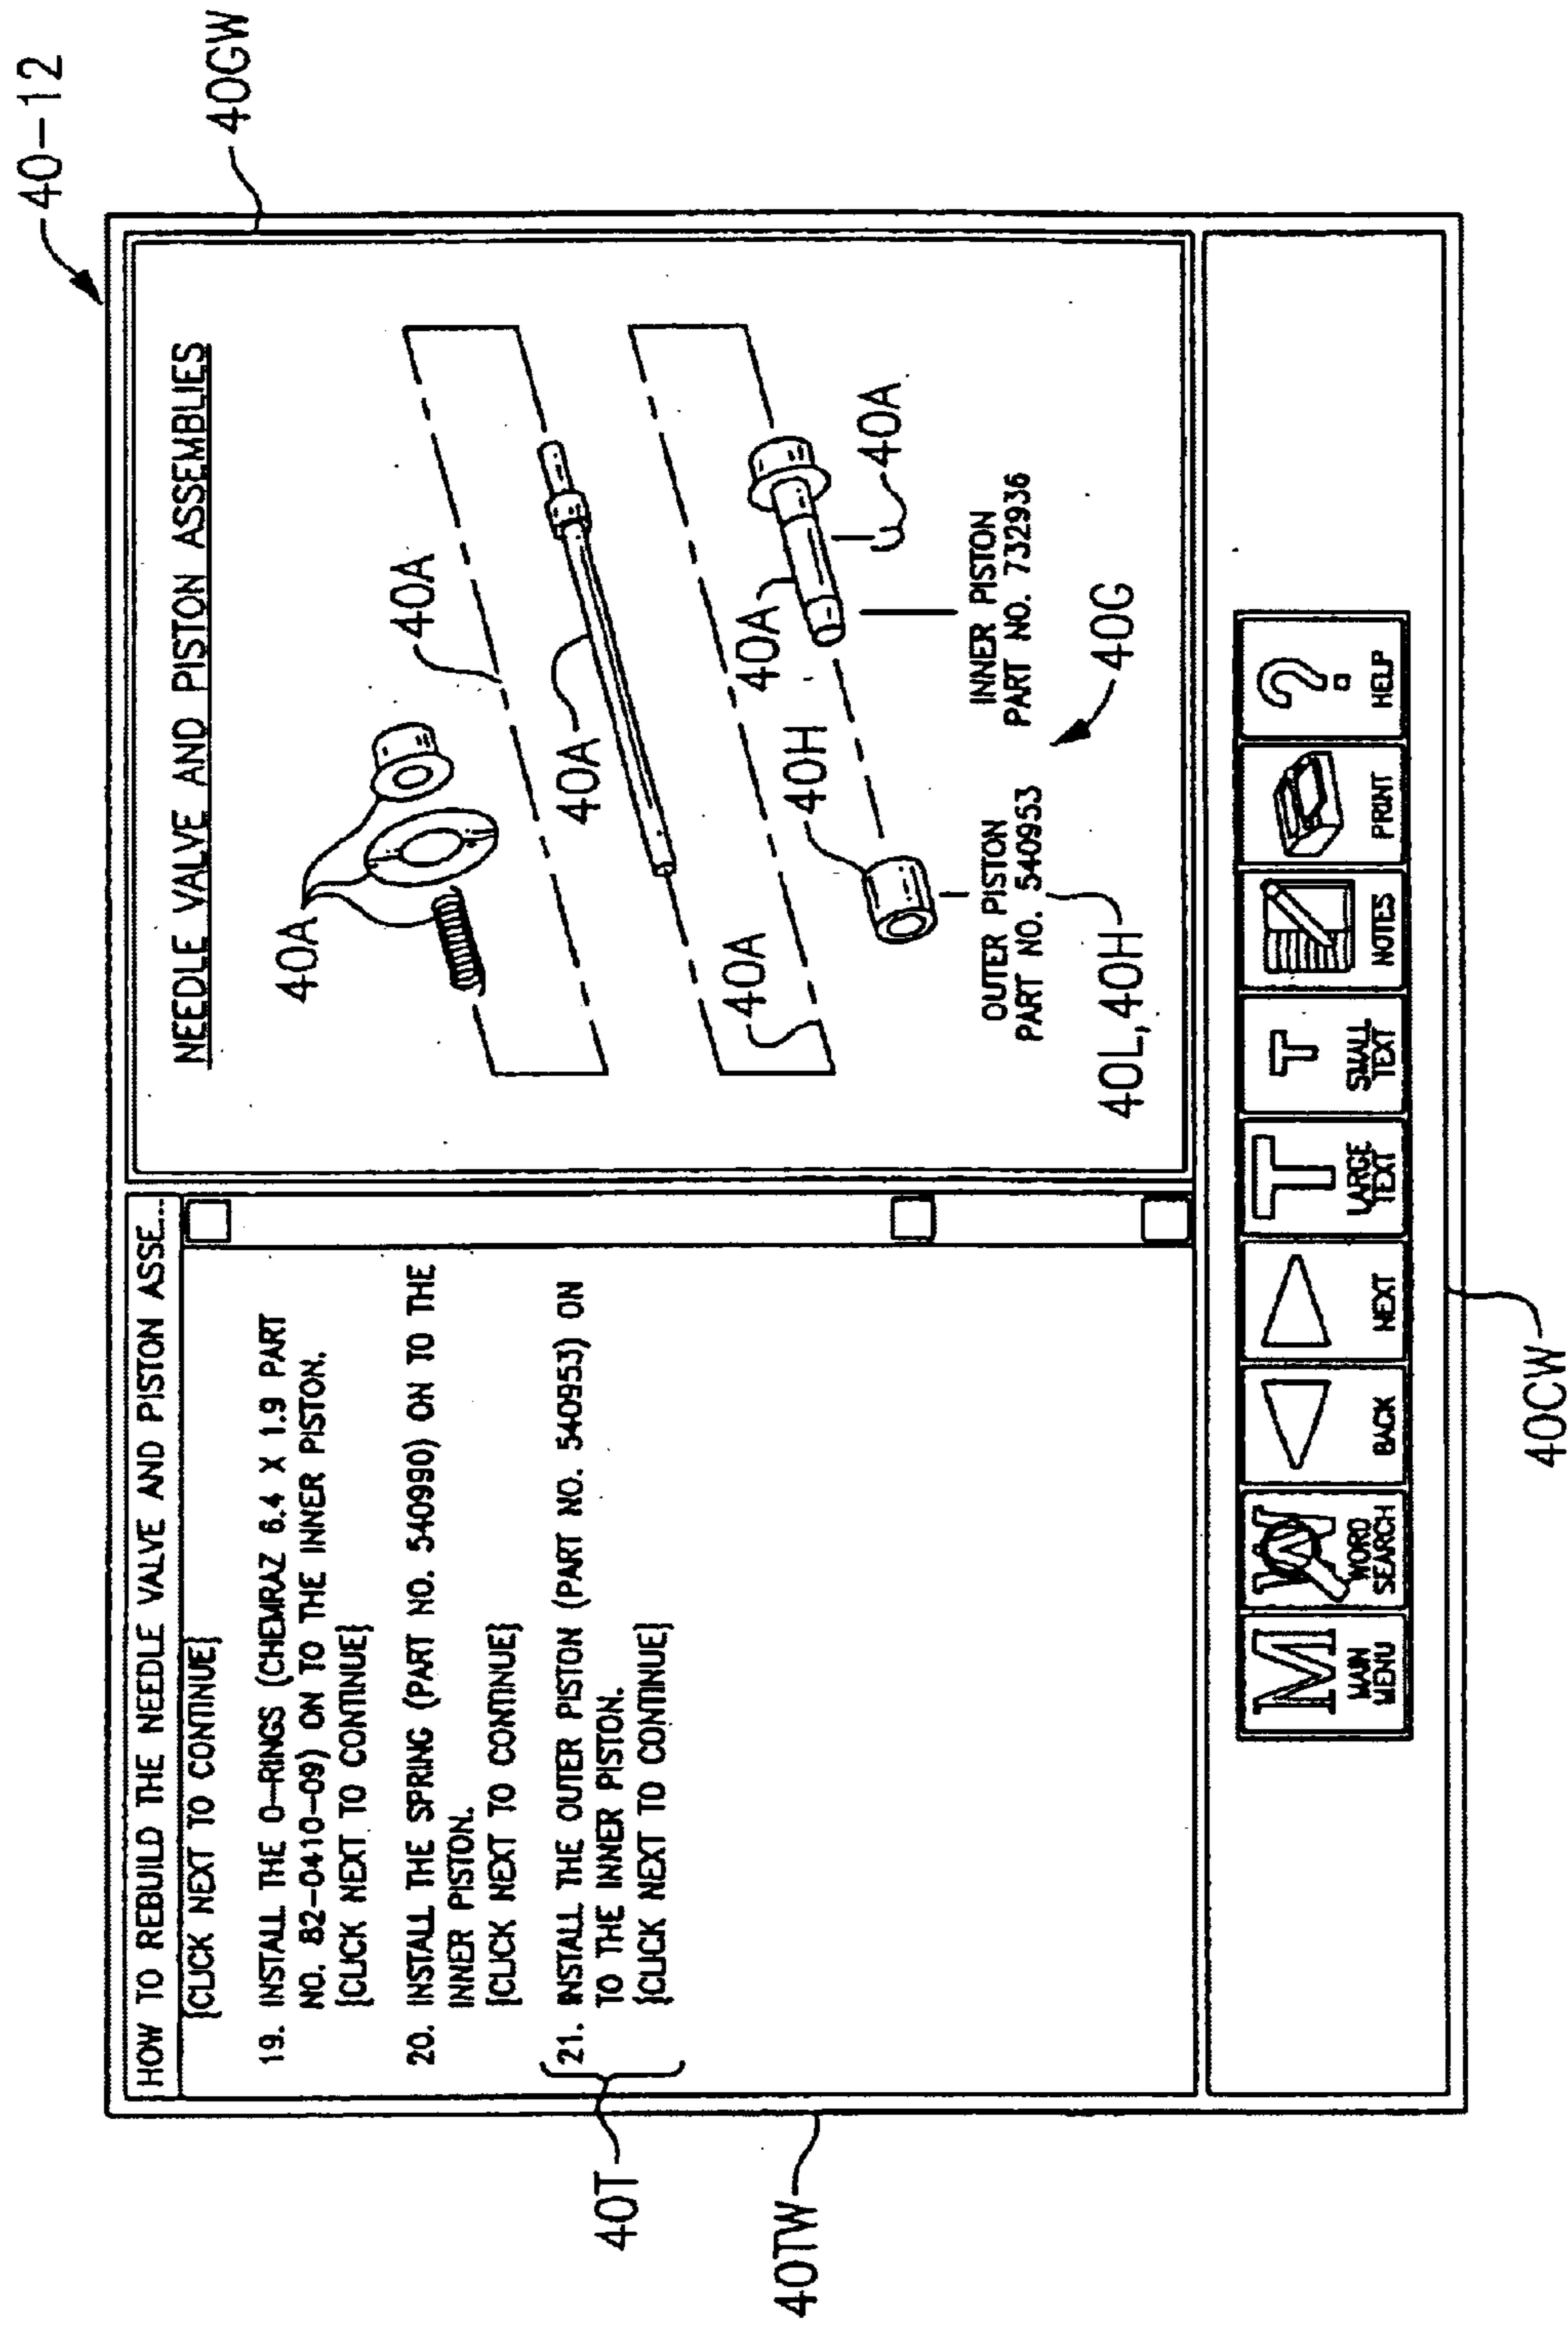 40-12
40GW
HOW TO REBUILD THE NEEDLE VALVE AND PISTON ASSE...
[CLICK NEXT TO CONTINUE]
19. INSTALL THE O-RINGS (CHEMRAZ 6.4 X 1.9 PART
NO. 82-0410-09) ON TO THE INNER PISTON.
[CLICK NEXT TO CONTINUE]
20. INSTALL THE SPRING (PART NO. 540990) ON TO THE
INNER PISTON.
[CLICK NEXT TO CONTINUE]
21. INSTALL THE OUTER PISTON (PART NO. 540953) ON
TO THE INNER PISTON.
[CLICK NEXT TO CONTINUE]
40T
40TW
NEEDLE VALVE AND PISTON ASSEMBLIES
40A
40A
40A
40A
40H
40A
40A
OUTER PISTON
PART NO. 540953
INNER PISTON
PART NO. 732936
40L,40H
40G
M
MAIN
MENU
W
WORD
SEARCH
BACK
NEXT
T
LARGE
TEXT
T
SMALL
TEXT
NOTES
PRINT
?
HELP
40CW